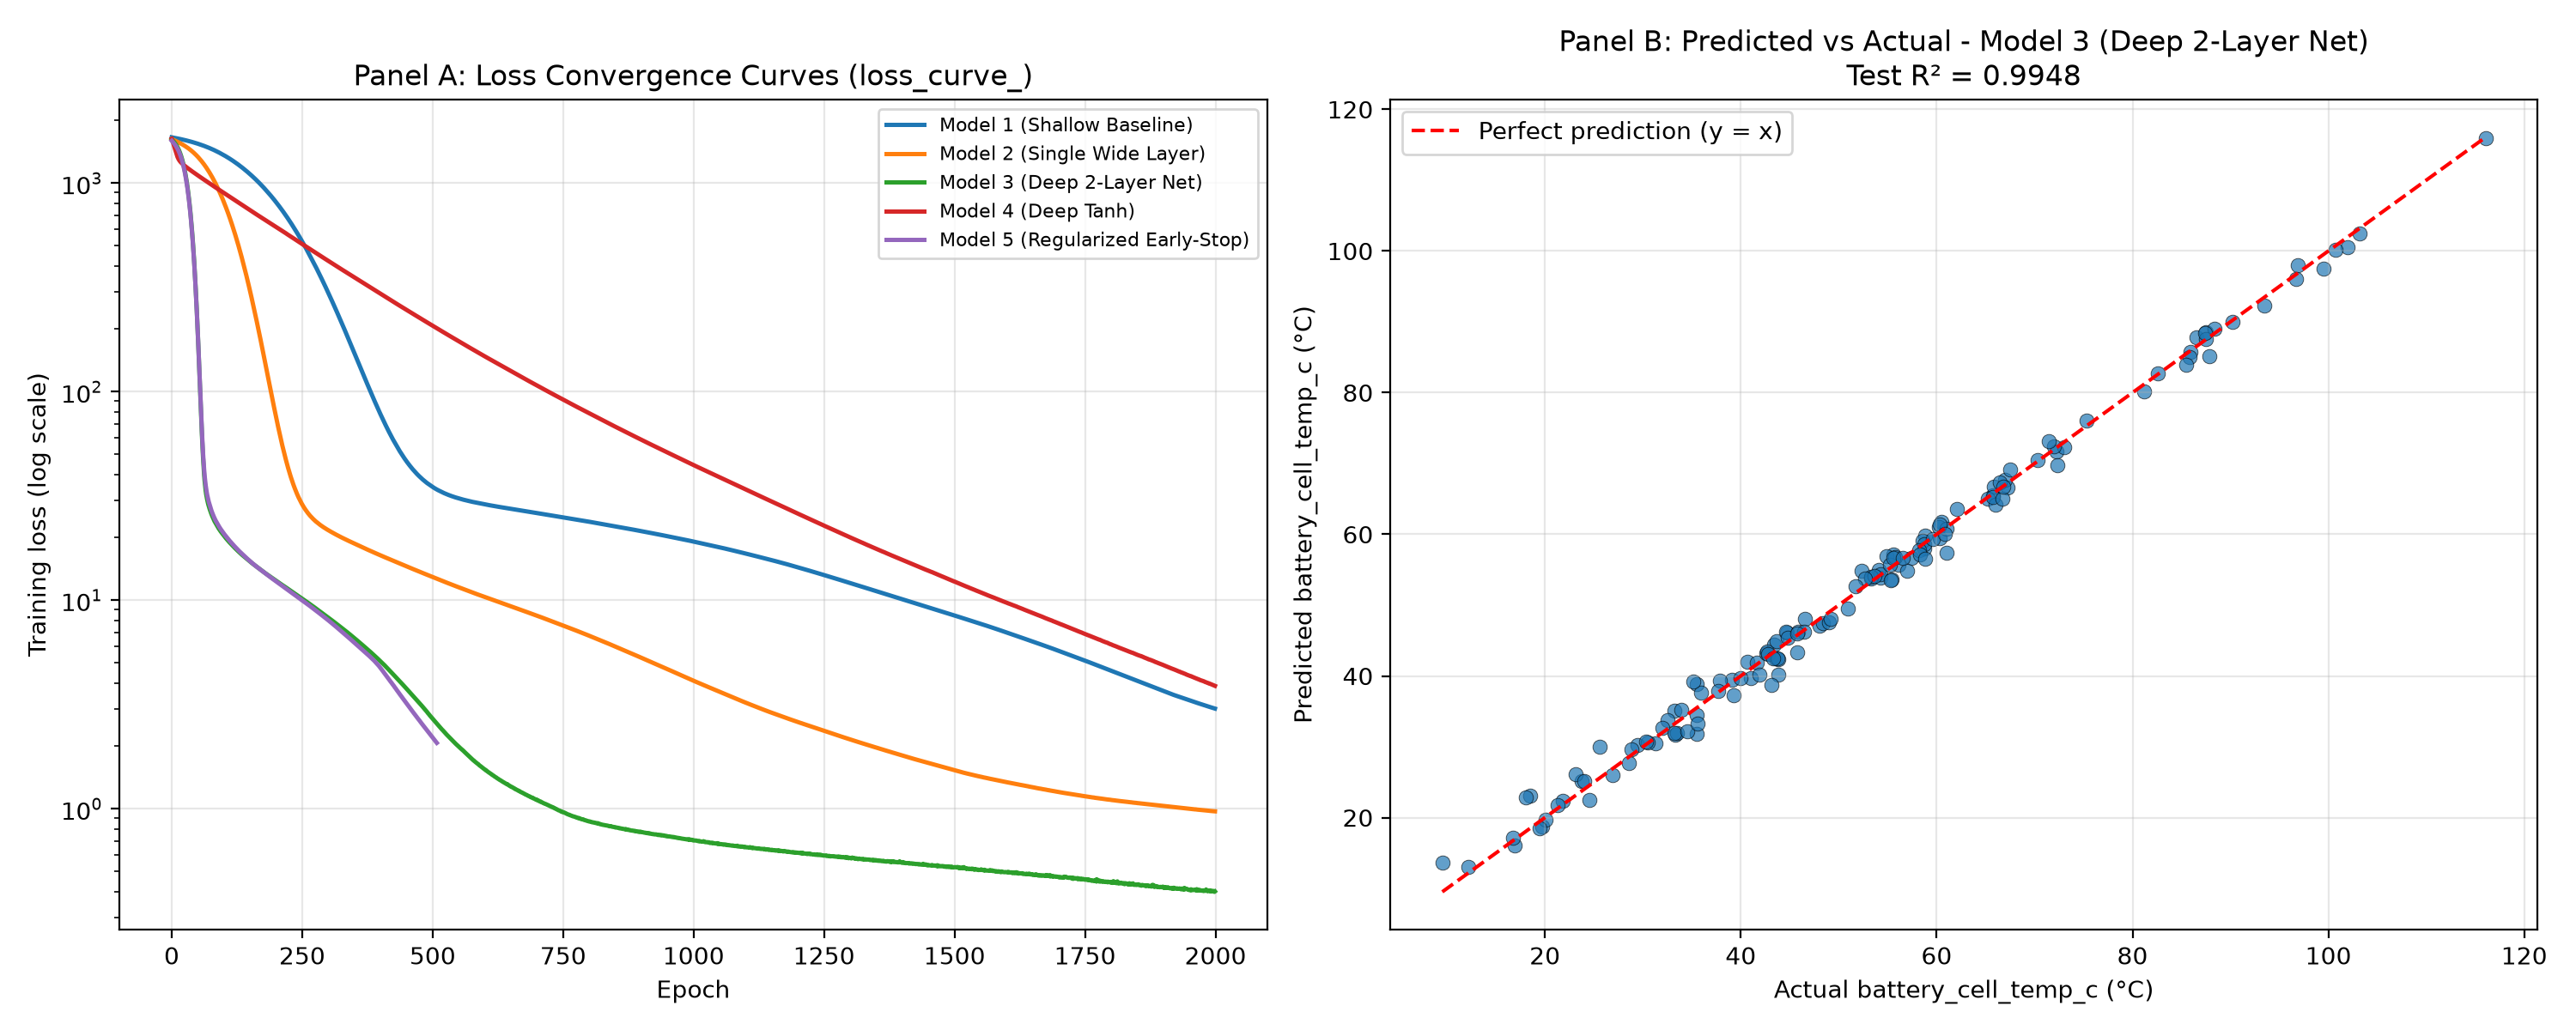 Panel A: Loss Convergence Curves (loss_curve_)
Training loss (log scale)
10³
10²
10¹
10⁰
Model 1 (Shallow Baseline)
Model 2 (Single Wide Layer)
Model 3 (Deep 2-Layer Net)
Model 4 (Deep Tanh)
Model 5 (Regularized Early-Stop)
0 250 500 750 1000 1250 1500 1750 2000
Epoch
Panel B: Predicted vs Actual - Model 3 (Deep 2-Layer Net)
Test R² = 0.9948
Predicted battery_cell_temp_c (°C)
120
100
80
60
40
20
Perfect prediction (y = x)
20 40 60 80 100 120
Actual battery_cell_temp_c (°C)